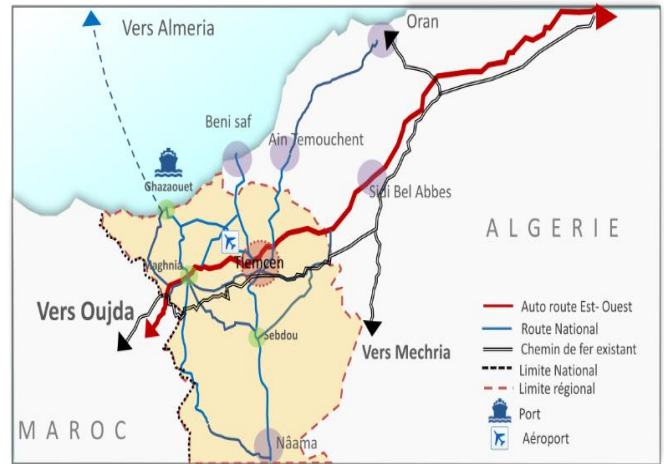 Vers Almeria
Oran
Beni saf
Ain Temouchent
Ghazaouet
Sidi Bel Abbes
ALGERIE
Maghnia
Tlemcen
Vers Oujda
Sebdou
Vers Mechria
MAROC
Nâama
Auto route Est- Ouest
Route National
Chemin de fer existant
Limite National
Limite régional
Port
Aéroport